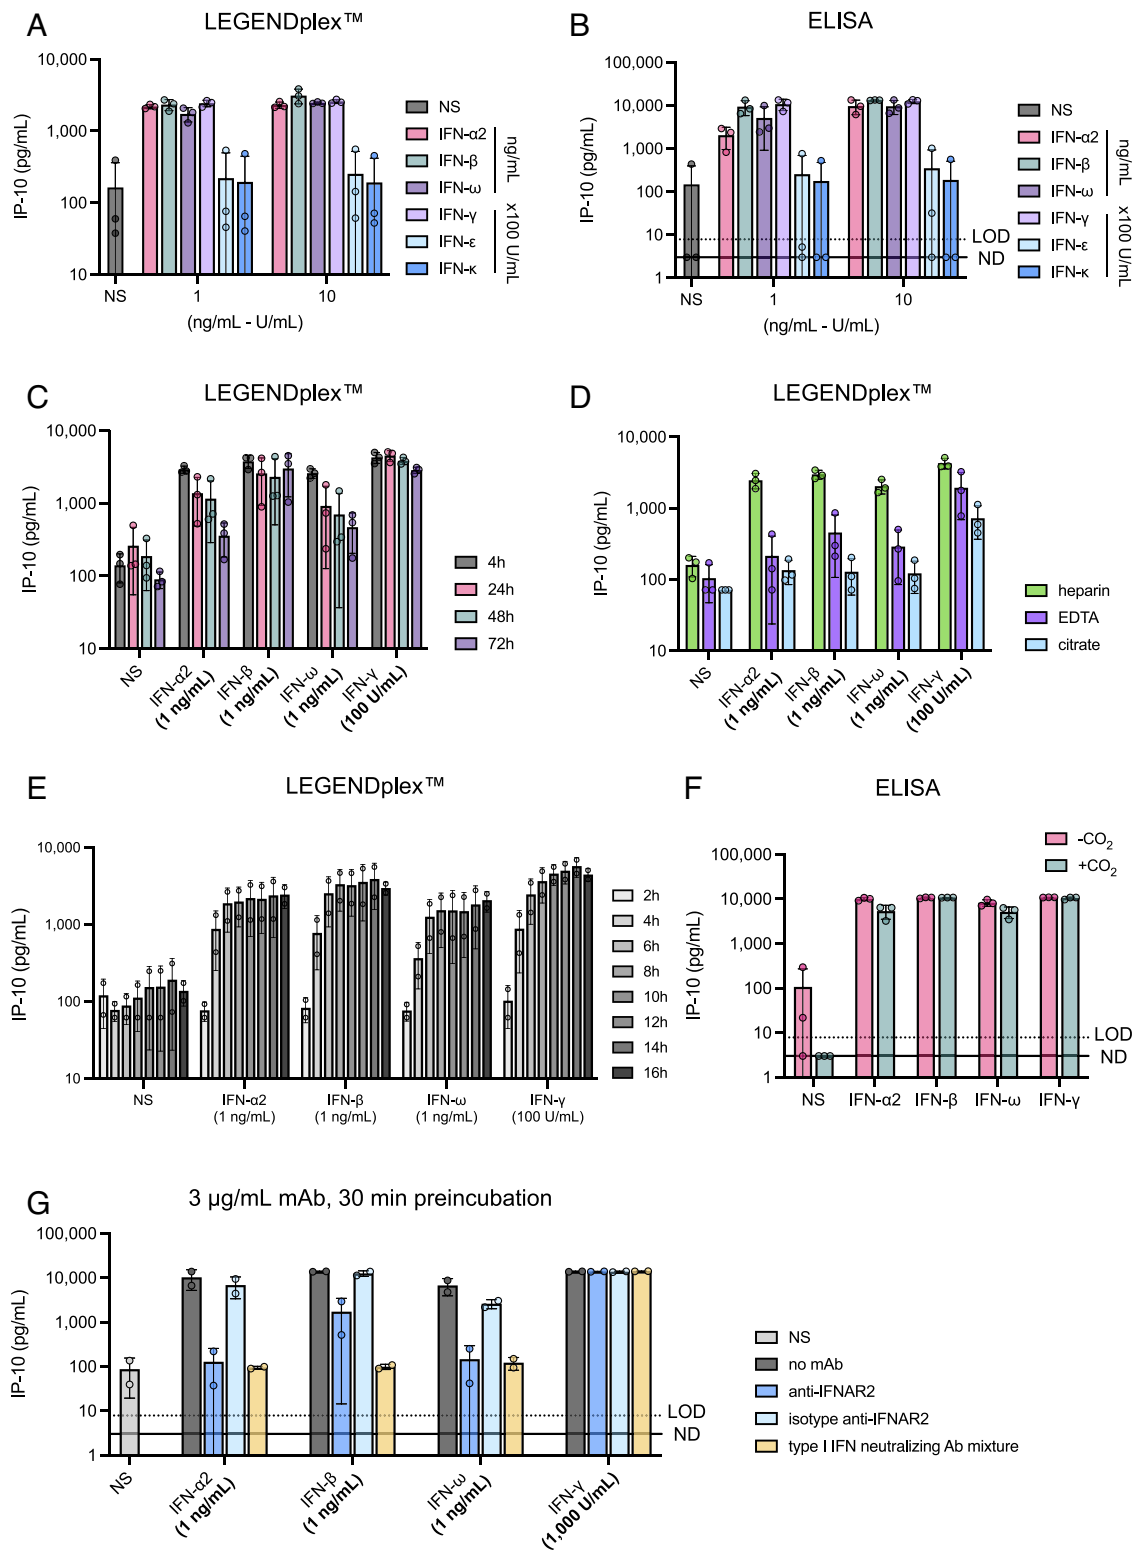 A
LEGENDplex™
IP-10 (pg/mL)
10,000
1,000
100
10
NS
1
10
(ng/mL - U/mL)
NS
IFN-α2
IFN-β
IFN-ω
IFN-γ
IFN-ε
IFN-κ
ng/mL
x100 U/mL
B
ELISA
IP-10 (pg/mL)
100,000
10,000
1,000
100
10
1
LOD
ND
NS
1
10
(ng/mL - U/mL)
NS
IFN-α2
IFN-β
IFN-ω
IFN-γ
IFN-ε
IFN-κ
ng/mL
x100 U/mL
C
LEGENDplex™
IP-10 (pg/mL)
10,000
1,000
100
10
NS
IFN-α2
(1 ng/mL)
IFN-β
(1 ng/mL)
IFN-ω
(1 ng/mL)
IFN-γ
(100 U/mL)
4h
24h
48h
72h
D
LEGENDplex™
IP-10 (pg/mL)
10,000
1,000
100
10
NS
IFN-α2
(1 ng/mL)
IFN-β
(1 ng/mL)
IFN-ω
(1 ng/mL)
IFN-γ
(100 U/mL)
heparin
EDTA
citrate
E
LEGENDplex™
IP-10 (pg/mL)
10,000
1,000
100
10
NS
IFN-α2
(1 ng/mL)
IFN-β
(1 ng/mL)
IFN-ω
(1 ng/mL)
IFN-γ
(100 U/mL)
2h
4h
6h
8h
10h
12h
14h
16h
F
ELISA
-CO₂
+CO₂
IP-10 (pg/mL)
100,000
10,000
1,000
100
10
1
LOD
ND
NS
IFN-α2
IFN-β
IFN-ω
IFN-γ
G
3 µg/mL mAb, 30 min preincubation
IP-10 (pg/mL)
100,000
10,000
1,000
100
10
1
LOD
ND
NS
IFN-α2
(1 ng/mL)
IFN-β
(1 ng/mL)
IFN-ω
(1 ng/mL)
IFN-γ
(1,000 U/mL)
NS
no mAb
anti-IFNAR2
isotype anti-IFNAR2
type I IFN neutralizing Ab mixture